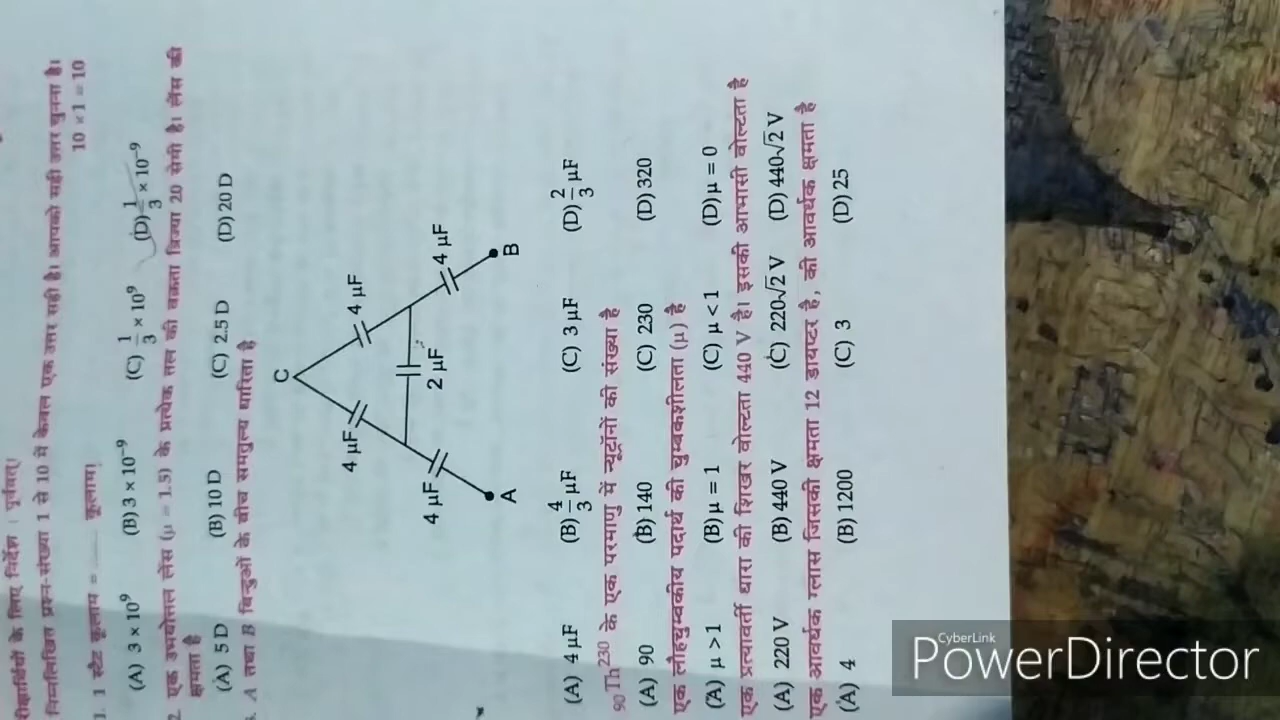 रीक्षार्थियों के लिए निर्देश : पूर्ववत्।
निम्नलिखित प्रश्न-संख्या 1 से 10 में केवल एक उत्तर सही है। आपको सही उत्तर चुनना है।
10 × 1 = 10
1. 1 स्टेट कूलाम = ...... कूलाम।
(A) 3 × 10⁹ (B) 3 × 10⁻⁹ (C) 1/3 × 10⁹ (D) 1/3 × 10⁻⁹
2. एक उभयोत्तल लेंस (μ = 1.5) के प्रत्येक तल की वक्रता त्रिज्या 20 सेमी है। लेंस की
क्षमता है
(A) 5 D (B) 10 D (C) 2.5 D (D) 20 D
A तथा B बिन्दुओं के बीच समतुल्य धारिता है
C
4 μF 4 μF
2 μF
4 μF 4 μF
A B
(A) 4 μF (B) 4/3 μF (C) 3 μF (D) 2/3 μF
₉₀Th²³⁰ के एक परमाणु में न्यूट्रॉनों की संख्या है
(A) 90 (B) 140 (C) 230 (D) 320
एक लौहचुम्बकीय पदार्थ की चुम्बकशीलता (μ) है
(A) μ > 1 (B) μ = 1 (C) μ < 1 (D) μ = 0
एक प्रत्यावर्ती धारा की शिखर वोल्टता 440 V है। इसकी आभासी वोल्टता है
(A) 220 V (B) 440 V (C) 220√2 V (D) 440√2 V
एक आवर्धक ग्लास जिसकी क्षमता 12 डायप्टर है, की आवर्धक क्षमता है
(A) 4 (B) 1200 (C) 3 (D) 25
CyberLink
PowerDirector